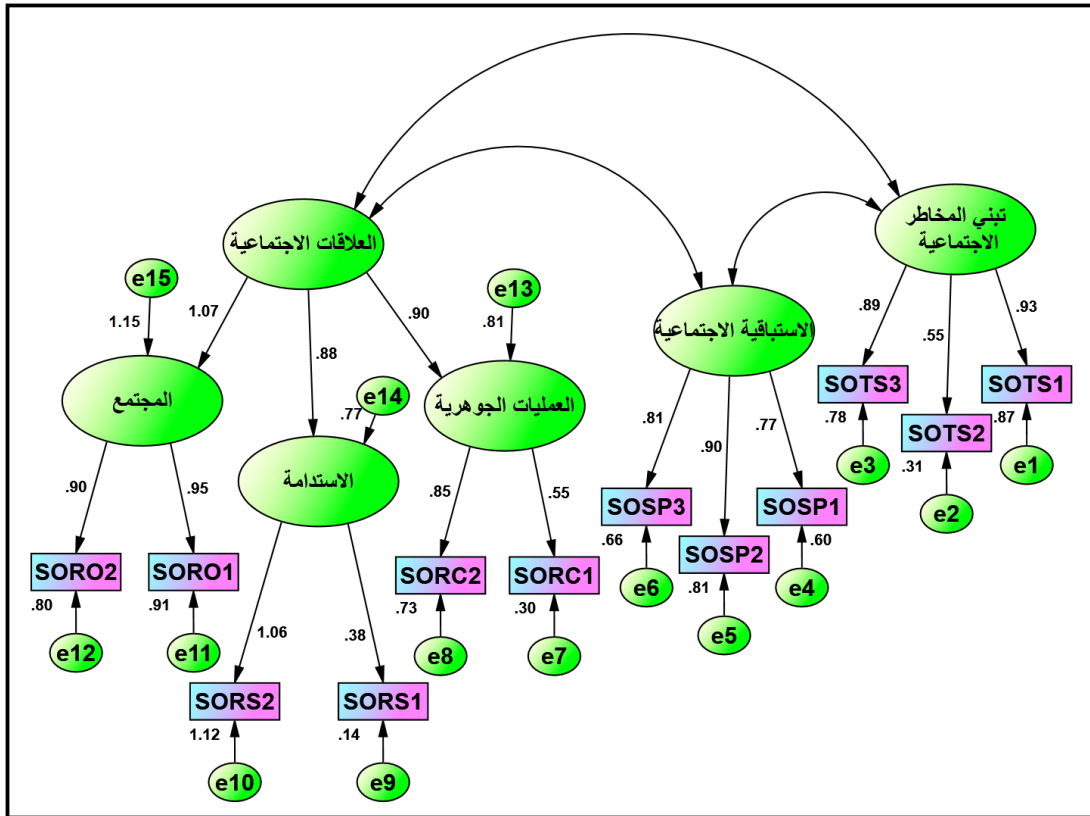 تبني المخاطر
الاجتماعية
العلاقات الاجتماعية
e15
e13
1.07
.90
.89
.93
1.15
.81
.55
الاستباقية الاجتماعية
.88
المجتمع
e14
العمليات الجوهرية
SOTS3
SOTS1
.77
.81
.77
.78
.87
SOTS2
.90
.31
e3
e1
الاستدامة
.90
.95
.85
.55
SOSP3
SOSP1
e2
.66
.60
SOSP2
SORO2
SORO1
SORC2
SORC1
.81
.80
.91
.73
.30
e6
e4
e5
1.06
.38
e12
e11
e8
e7
SORS2
SORS1
1.12
.14
e10
e9